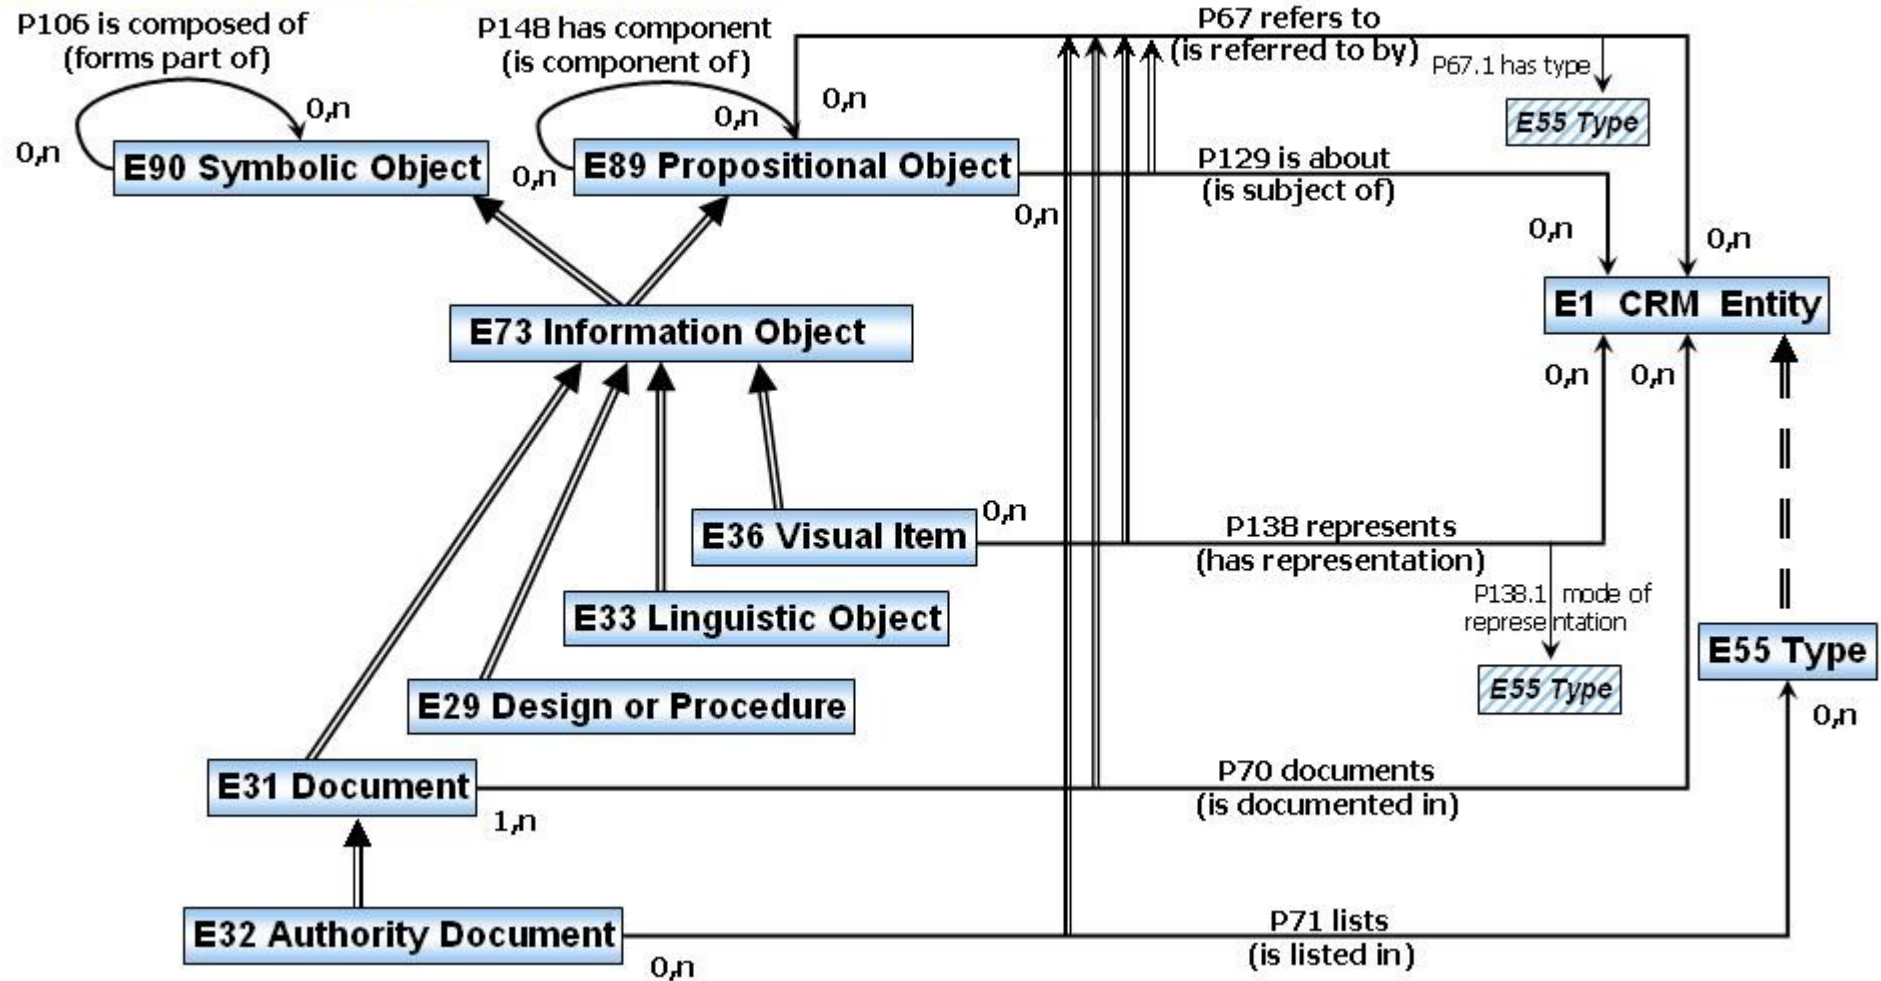 P106 is composed of
(forms part of)
P148 has component
(is component of)
P67 refers to
(is referred to by)
P67.1 has type
0,n
0,n
0,n
0,n
0,n
E55 Type
E90 Symbolic Object
E89 Propositional Object
P129 is about
(is subject of)
0,n
0,n
0,n
E73 Information Object
E1 CRM Entity
0,n
0,n
E36 Visual Item
0,n
P138 represents
(has representation)
P138.1 mode of
representation
E33 Linguistic Object
E55 Type
E55 Type
0,n
E29 Design or Procedure
E31 Document
1,n
P70 documents
(is documented in)
E32 Authority Document
0,n
P71 lists
(is listed in)